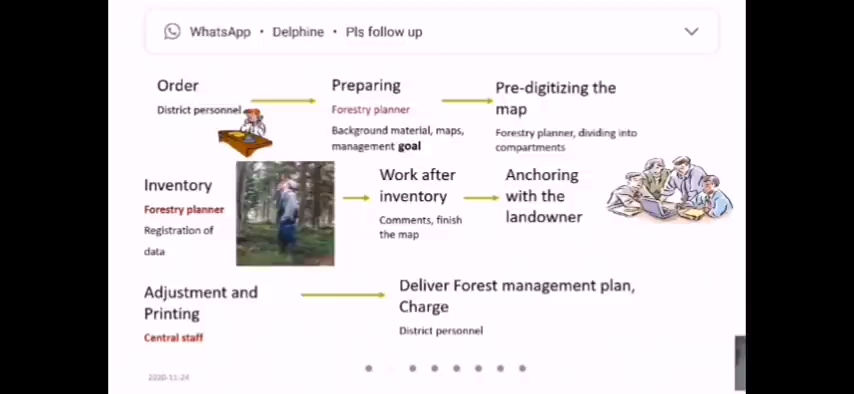 WhatsApp • Delphine • Pls follow up
Order
District personnel
Preparing
Forestry planner
Background material, maps,
management goal
Pre-digitizing the
map
Forestry planner, dividing into
compartments
Inventory
Forestry planner
Registration of
data
Work after
inventory
Comments, finish
the map
Anchoring
with the
landowner
Adjustment and
Printing
Central staff
Deliver Forest management plan,
Charge
District personnel
2020-11-24